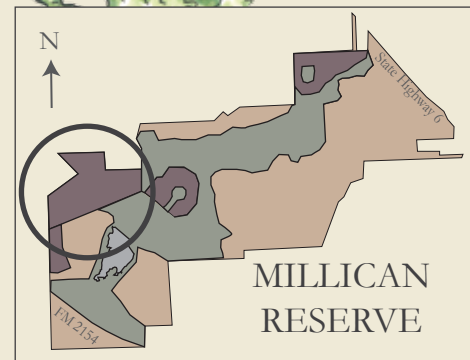 N
State Highway 6
MILLICAN
RESERVE
FM 2154